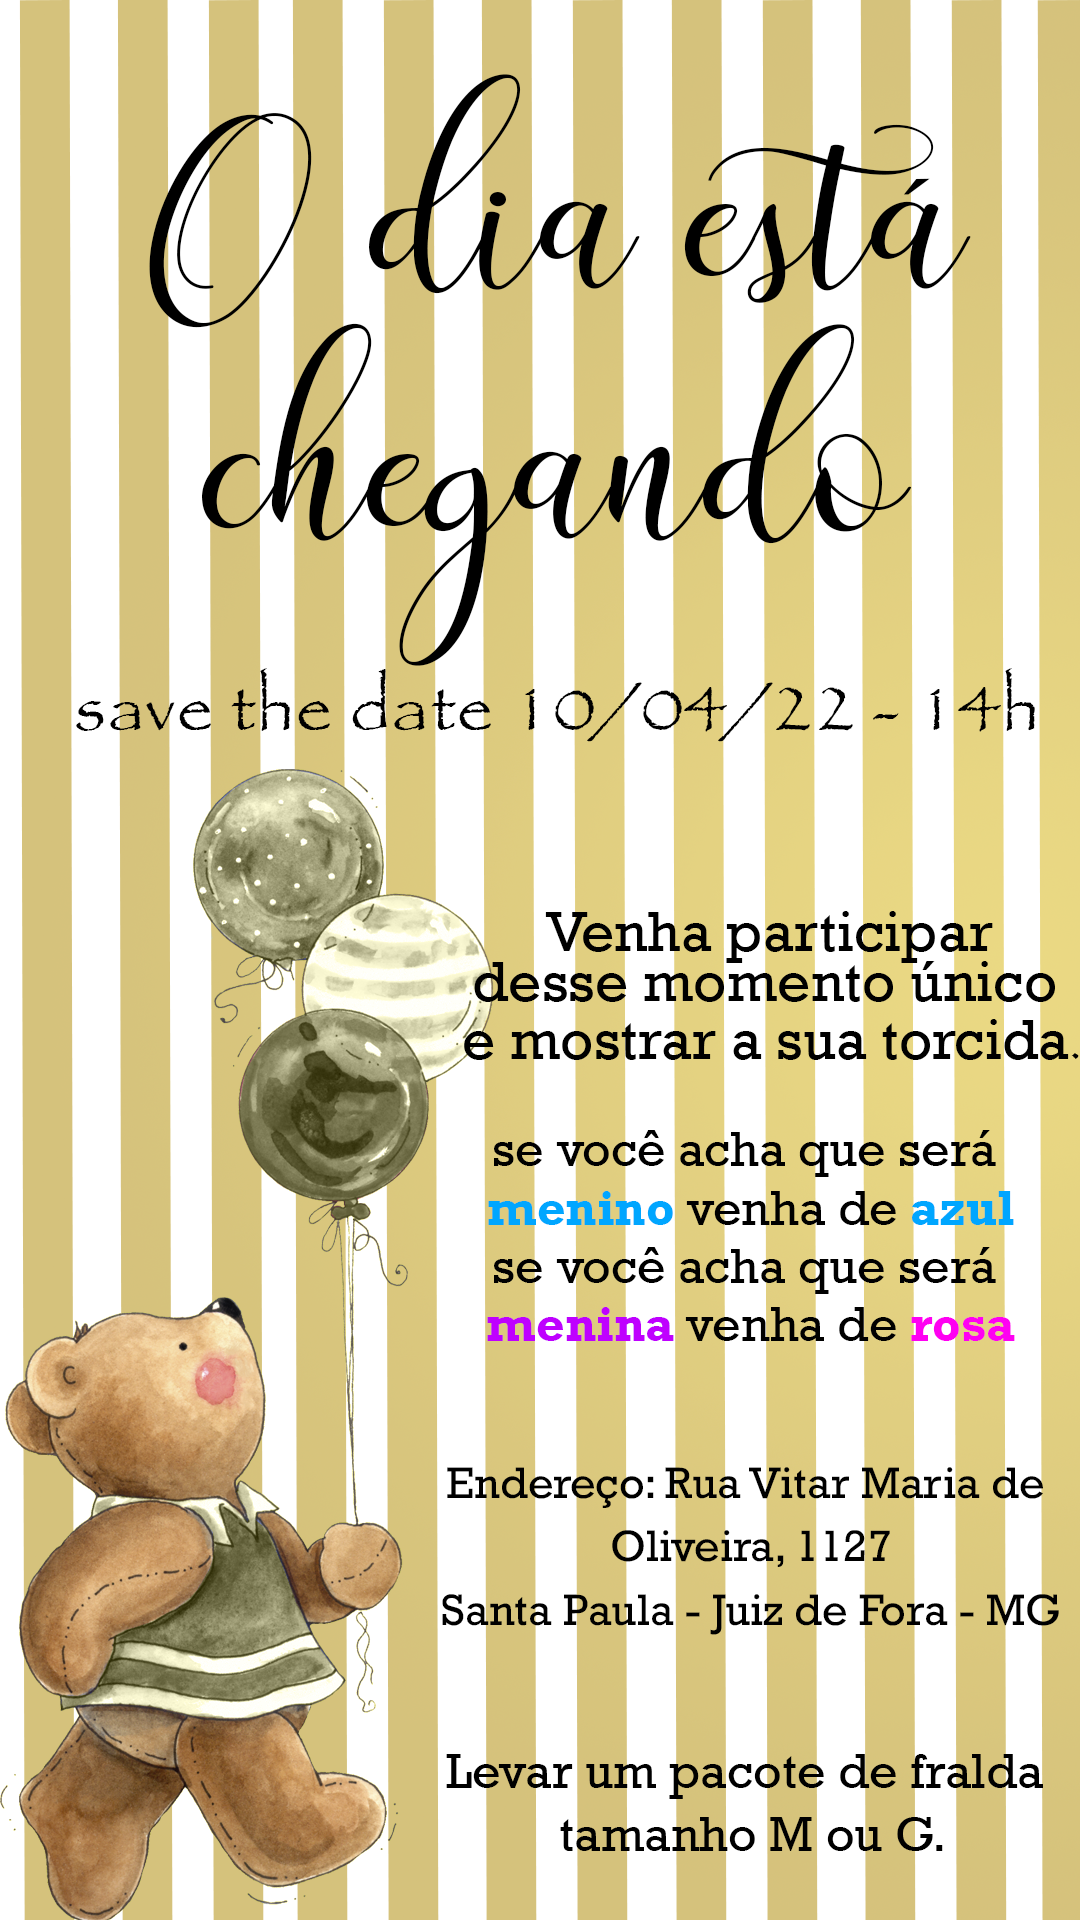 O dia está
chegando
save the date 10/04/22 - 14h
Venha participar
desse momento único
e mostrar a sua torcida.
se você acha que será
menino venha de azul
se você acha que será
menina venha de rosa
Endereço: Rua Vitar Maria de
Oliveira, 1127
Santa Paula - Juiz de Fora - MG
Levar um pacote de fralda
tamanho M ou G.